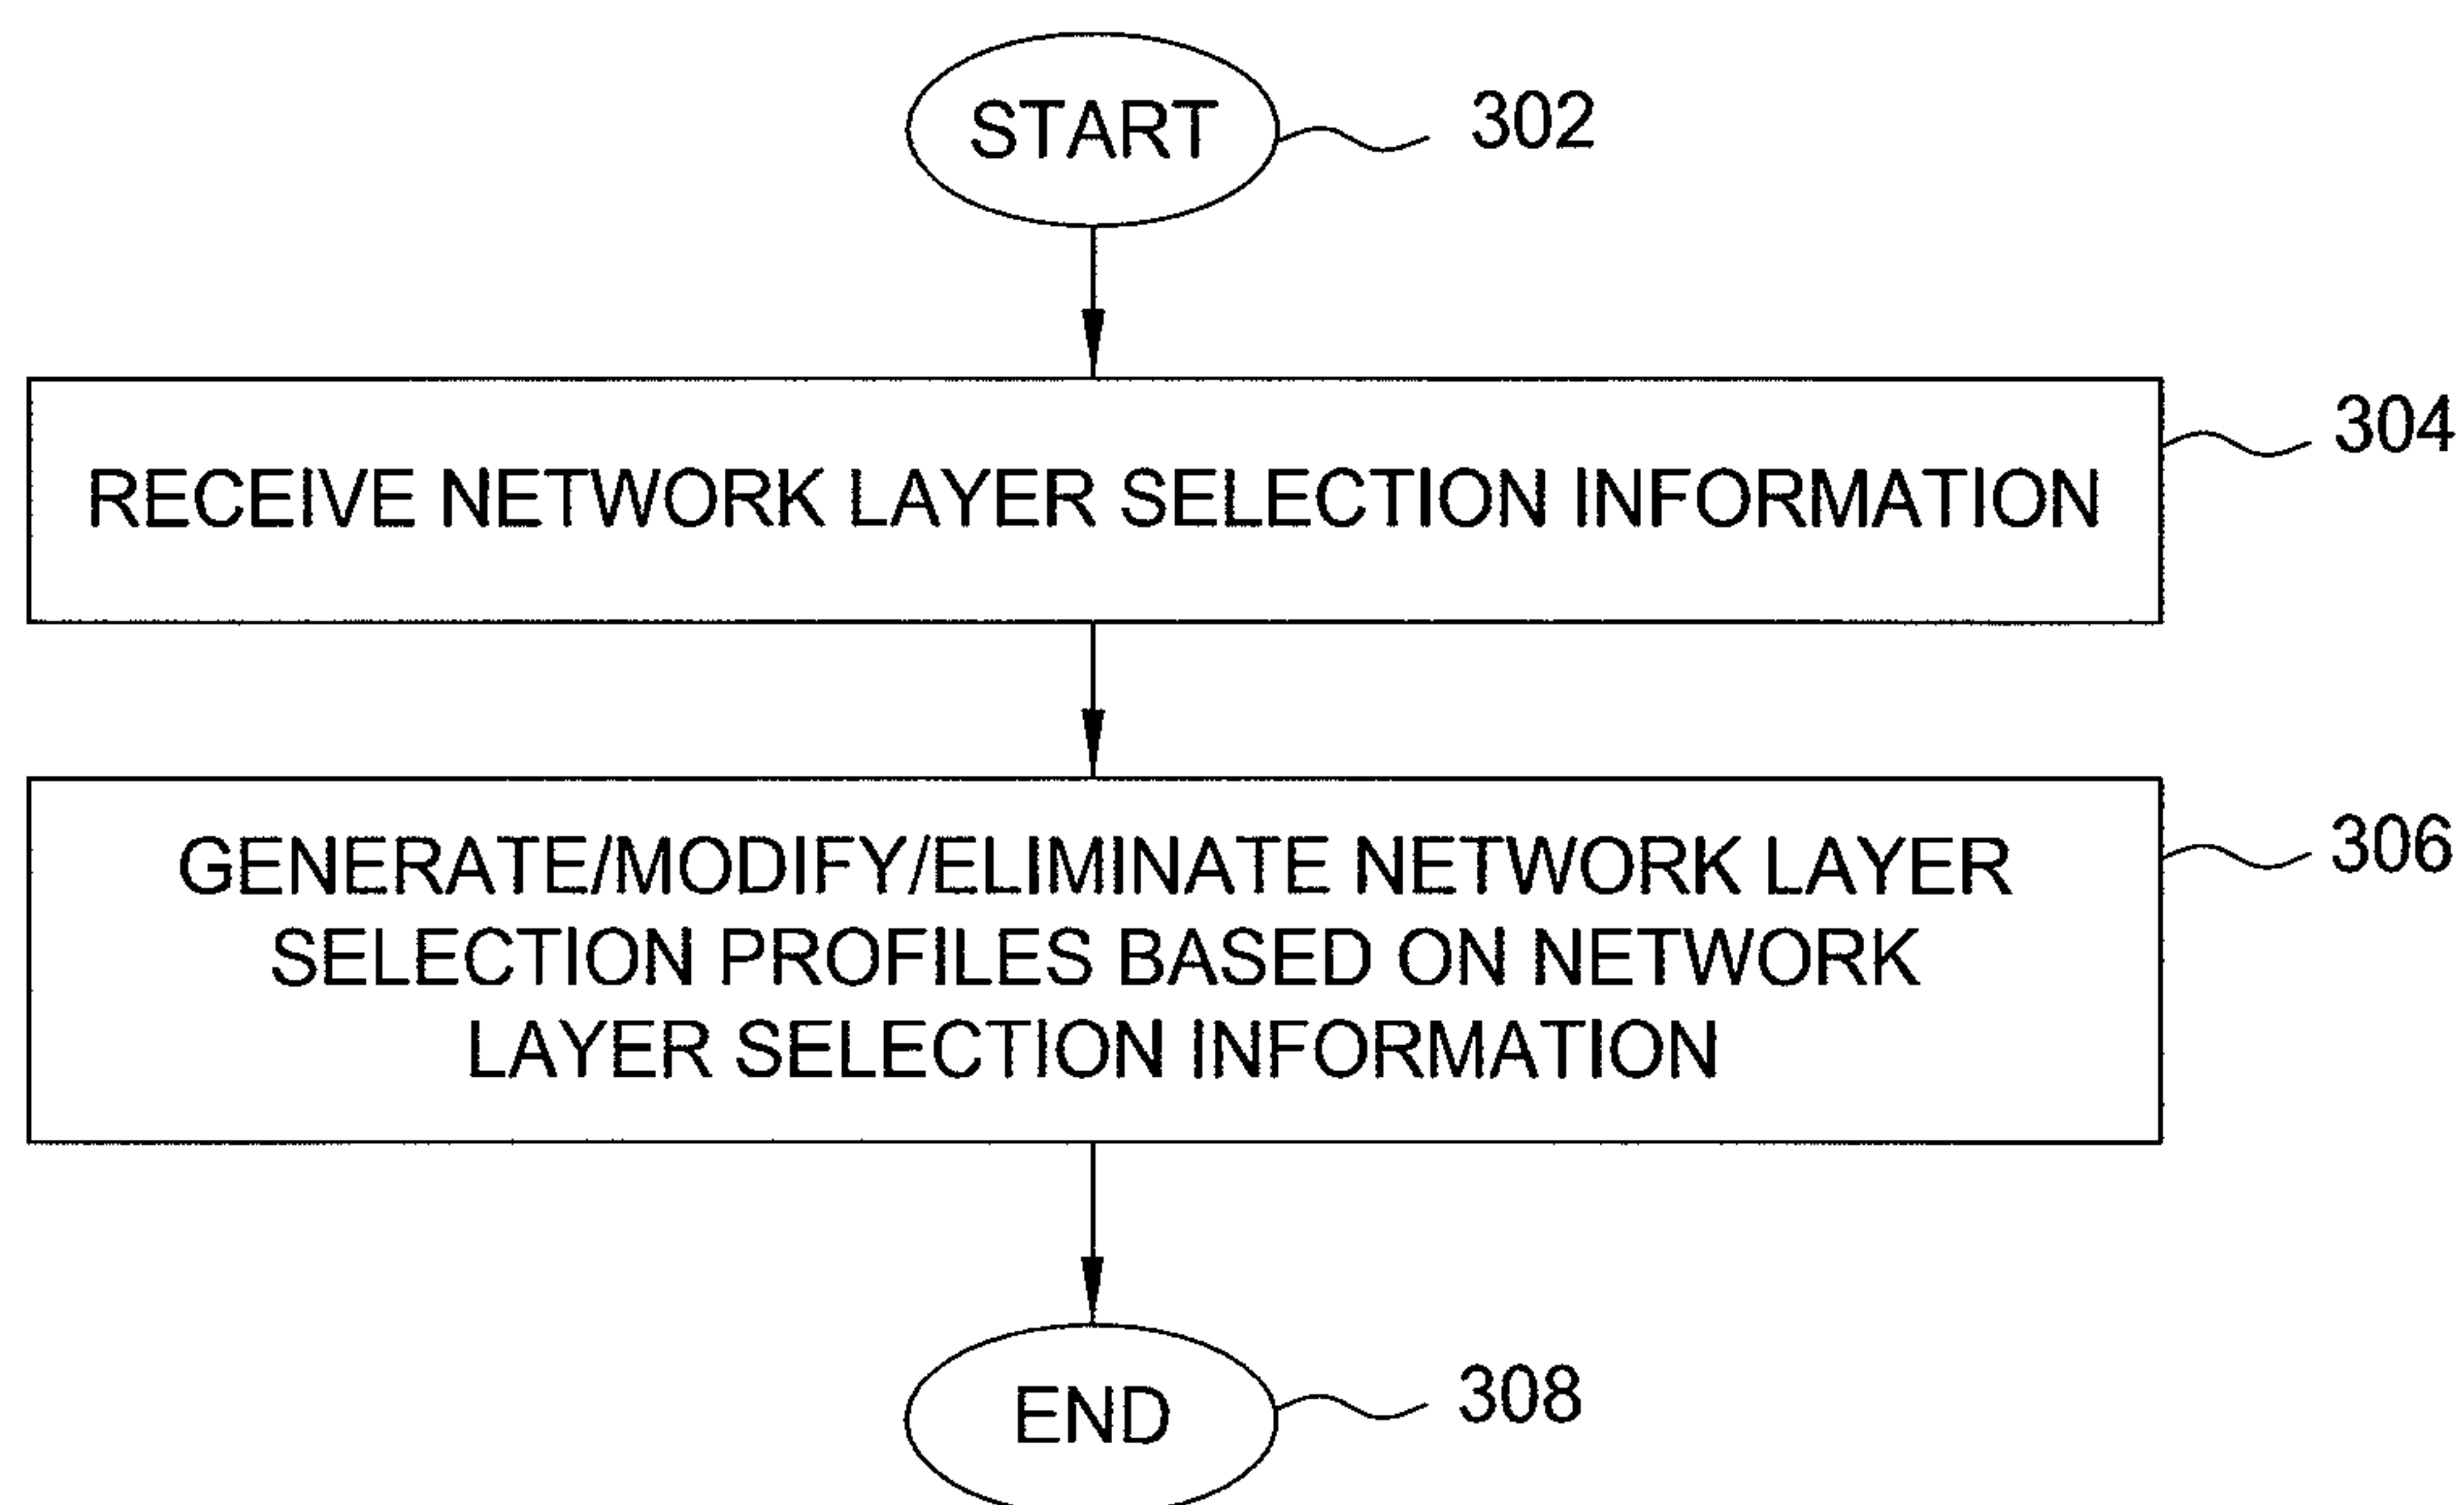 START
302
304
RECEIVE NETWORK LAYER SELECTION INFORMATION
306
GENERATE/MODIFY/ELIMINATE NETWORK LAYER
SELECTION PROFILES BASED ON NETWORK
LAYER SELECTION INFORMATION
END
308